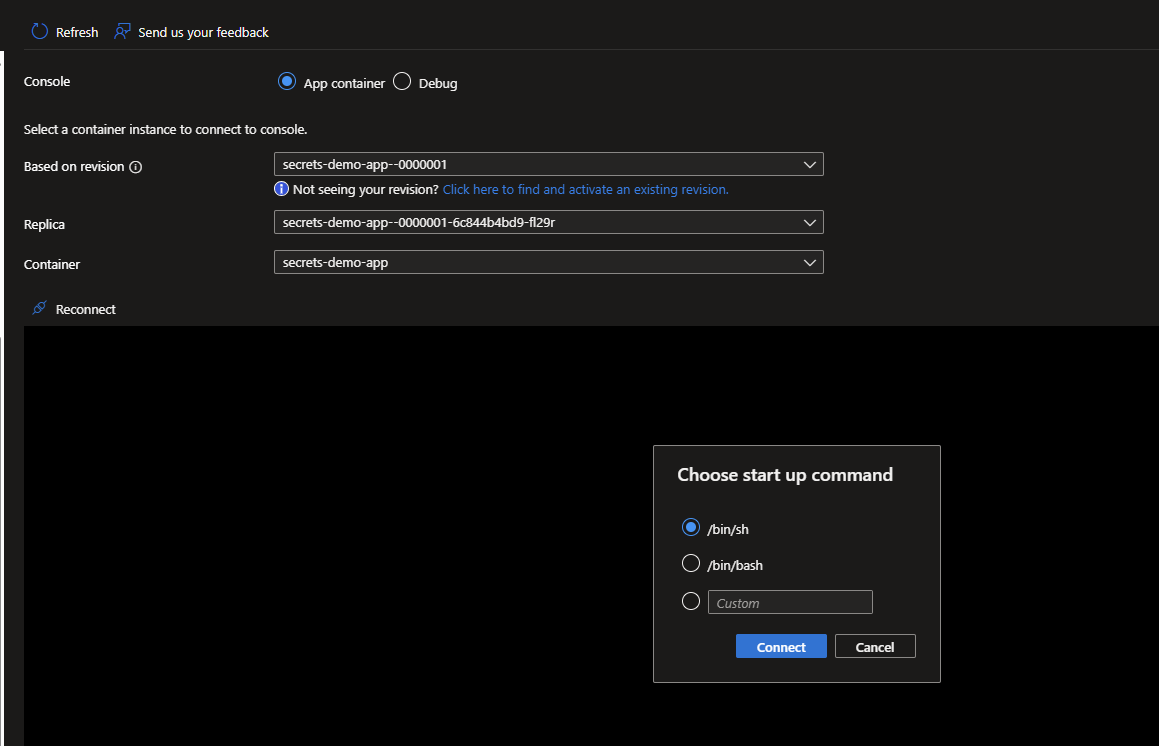 Refresh Send us your feedback
Console App container Debug
Select a container instance to connect to console.
Based on revision secrets-demo-app--0000001
Not seeing your revision? Click here to find and activate an existing revision.
Replica secrets-demo-app--0000001-6c844b4bd9-fl29r
Container secrets-demo-app
Reconnect
Choose start up command
/bin/sh
/bin/bash
Custom
Connect Cancel